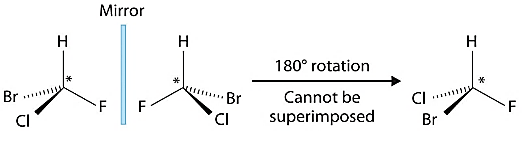 Mirror
H
*
Br
Cl
F
H
*
F
Br
Cl
180° rotation
Cannot be
superimposed
H
*
Cl
Br
F